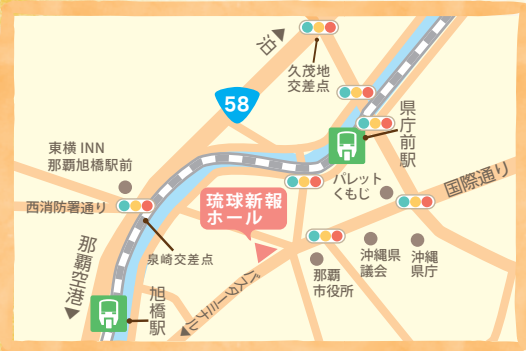 泊
久茂地
交差点
58
県庁前駅
東横 INN
那覇旭橋駅前
パレット
くもじ
国際通り
西消防署通り
琉球新報
ホール
泉崎交差点
那覇空港
沖縄県
議会
沖縄
県庁
那覇
市役所
バスターミナル
旭橋駅